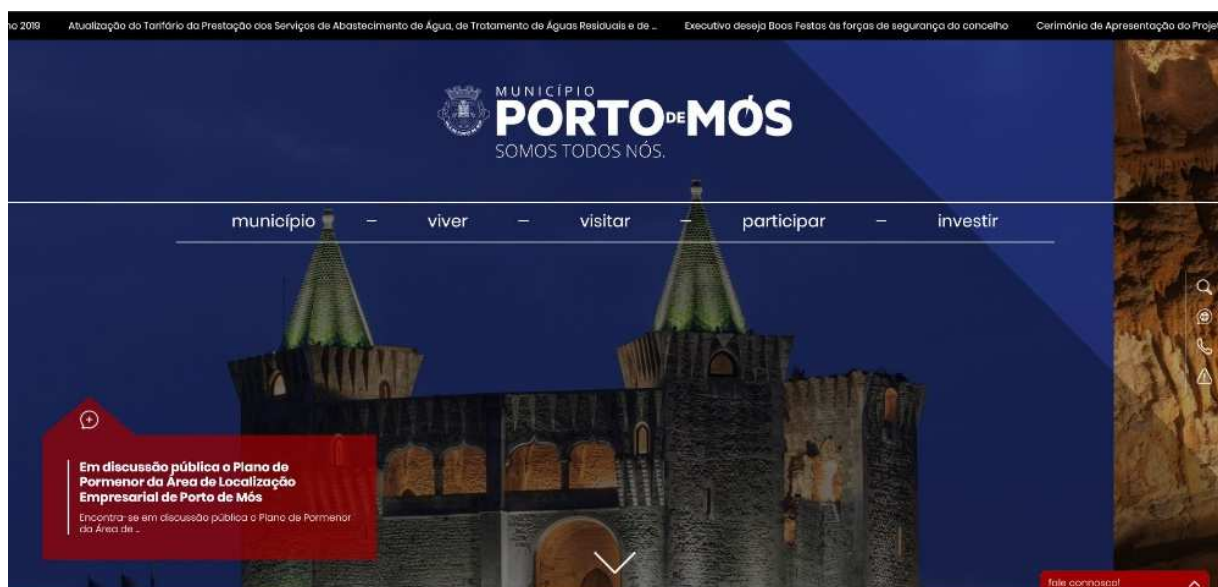 no 2019 Atualização do Tarifário da Prestação dos Serviços de Abastecimento de Água, de Tratamento de Águas Residuais e de ... Executivo deseja Boas Festas às forças de segurança do concelho Cerimónia de Apresentação do Projet
MUNICÍPIO
PORTO DE MÓS
SOMOS TODOS NÓS.
município – viver – visitar – participar – investir
Em discussão pública o Plano de
Pormenor da Área de Localização
Empresarial de Porto de Mós
Encontra-se em discussão pública o Plano de Pormenor
da Área de ...
fale connosco!